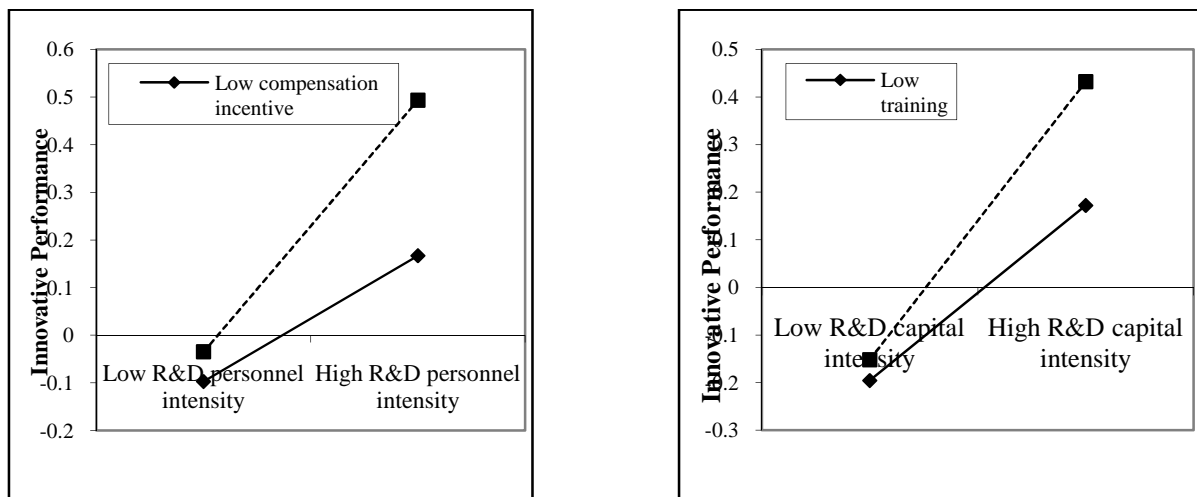 0.6
0.5
0.4
0.3
0.2
0.1
0
-0.1
-0.2
Innovative Performance
Low compensation
incentive
Low R&D personnel
intensity
High R&D personnel
intensity
0.5
0.4
0.3
0.2
0.1
0
-0.1
-0.2
-0.3
Innovative Performance
Low
training
Low R&D capital
intensity
High R&D capital
intensity